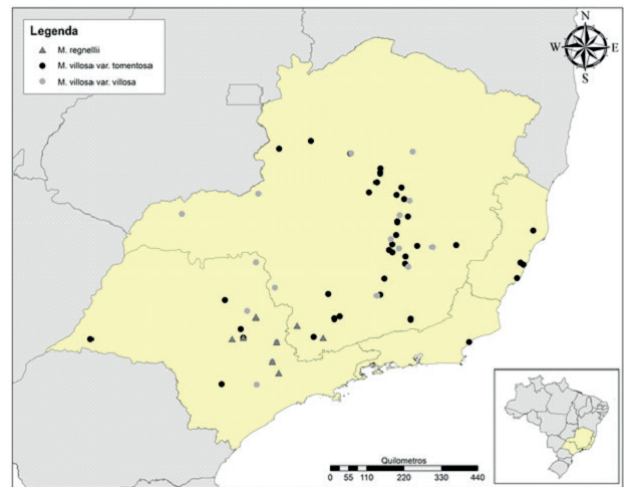 Legenda
M. regnellii
M. villosa var. tomentosa
M. villosa var. villosa
N
W E
S
Quilometros
0 55 110 220 330 440